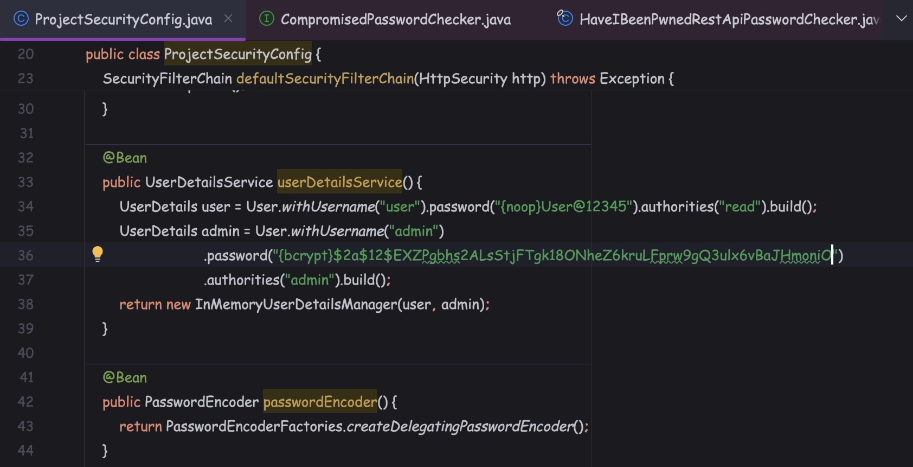 ProjectSecurityConfig.java
CompromisedPasswordChecker.java
HaveIBeenPwnedRestApiPasswordChecker.jav
20 public class ProjectSecurityConfig {
23 SecurityFilterChain defaultSecurityFilterChain(HttpSecurity http) throws Exception {
30 }
31
32 @Bean
33 public UserDetailsService userDetailsService() {
34 UserDetails user = User.withUsername("user").password("{noop}User@12345").authorities("read").build();
35 UserDetails admin = User.withUsername("admin")
36 .password("{bcrypt}$2a$12$EXZPgbhs2ALsStjFTgk18ONheZ6kruLFprw9gQ3ulx6vBaJHmoniO")
37 .authorities("admin").build();
38 return new InMemoryUserDetailsManager(user, admin);
39 }
40
41 @Bean
42 public PasswordEncoder passwordEncoder() {
43 return PasswordEncoderFactories.createDelegatingPasswordEncoder();
44 }